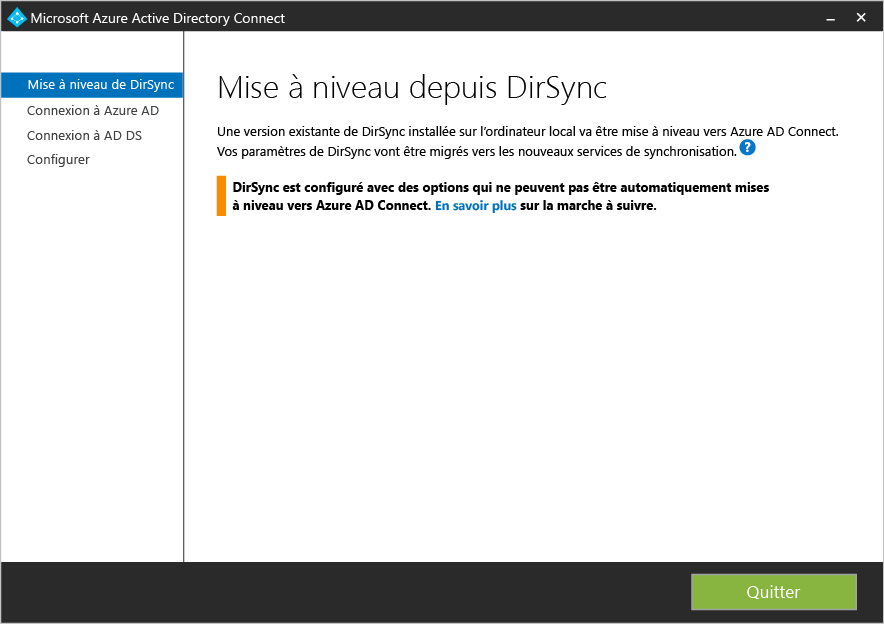 Microsoft Azure Active Directory Connect
Mise à niveau de DirSync
Connexion à Azure AD
Connexion à AD DS
Configurer
Mise à niveau depuis DirSync
Une version existante de DirSync installée sur l'ordinateur local va être mise à niveau vers Azure AD Connect.
Vos paramètres de DirSync vont être migrés vers les nouveaux services de synchronisation. ?
DirSync est configuré avec des options qui ne peuvent pas être automatiquement mises
à niveau vers Azure AD Connect. En savoir plus sur la marche à suivre.
Quitter